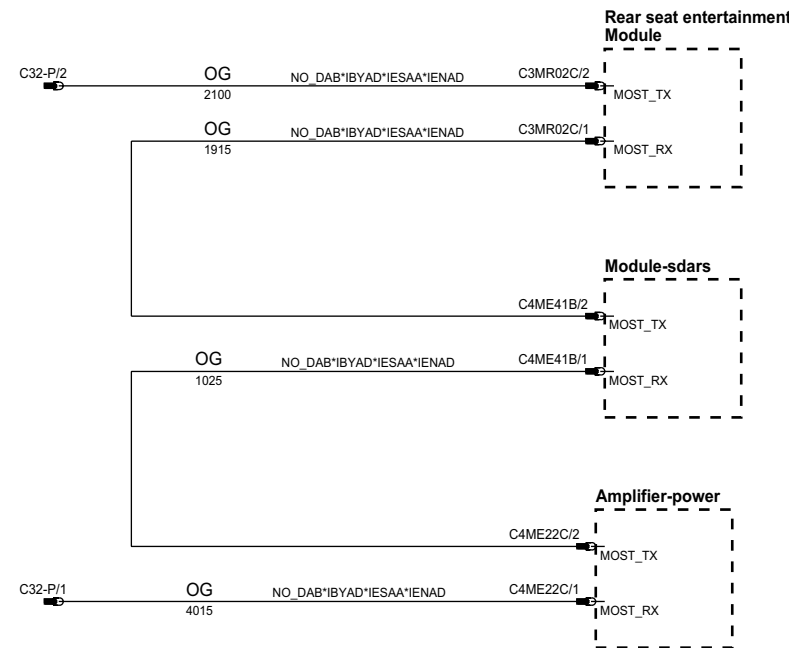 Rear seat entertainment
Module
C32-P/2
OG
NO_DAB*IBYAD*IESAA*IENAD
C3MR02C/2
2100
MOST_TX
OG
NO_DAB*IBYAD*IESAA*IENAD
C3MR02C/1
1915
MOST_RX
Module-sdars
C4ME41B/2
MOST_TX
OG
NO_DAB*IBYAD*IESAA*IENAD
C4ME41B/1
1025
MOST_RX
Amplifier-power
C4ME22C/2
MOST_TX
C32-P/1
OG
NO_DAB*IBYAD*IESAA*IENAD
C4ME22C/1
4015
MOST_RX